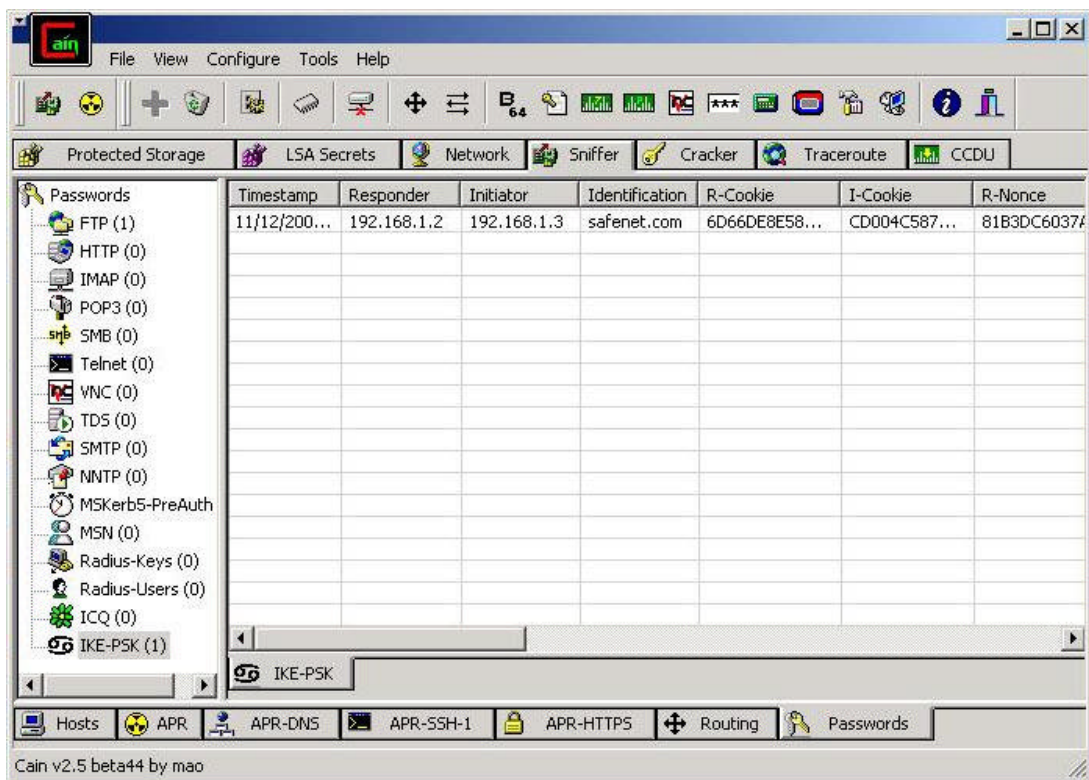 Cain
File View Configure Tools Help
B64
***
Protected Storage LSA Secrets Network Sniffer Cracker Traceroute CCDU
Passwords
FTP (1)
HTTP (0)
IMAP (0)
POP3 (0)
SMB (0)
Telnet (0)
VNC (0)
TDS (0)
SMTP (0)
NNTP (0)
MSKerb5-PreAuth
MSN (0)
Radius-Keys (0)
Radius-Users (0)
ICQ (0)
IKE-PSK (1)
Timestamp Responder Initiator Identification R-Cookie I-Cookie R-Nonce
11/12/200... 192.168.1.2 192.168.1.3 safenet.com 6D66DE8E58... CD004C587... 81B3DC6037
IKE-PSK
Hosts APR APR-DNS APR-SSH-1 APR-HTTPS Routing Passwords
Cain v2.5 beta44 by mao